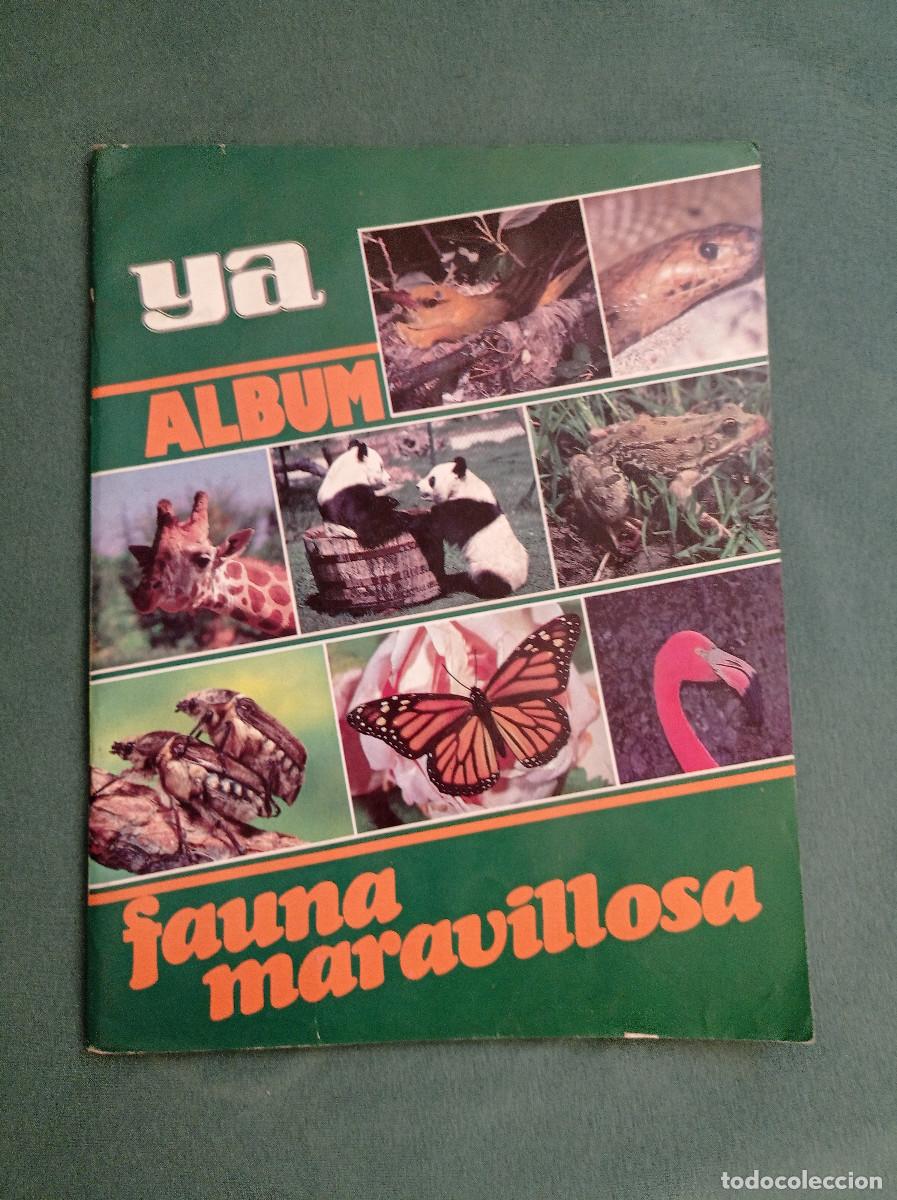 ya
ALBUM
fauna
maravillosa
todocoleccion